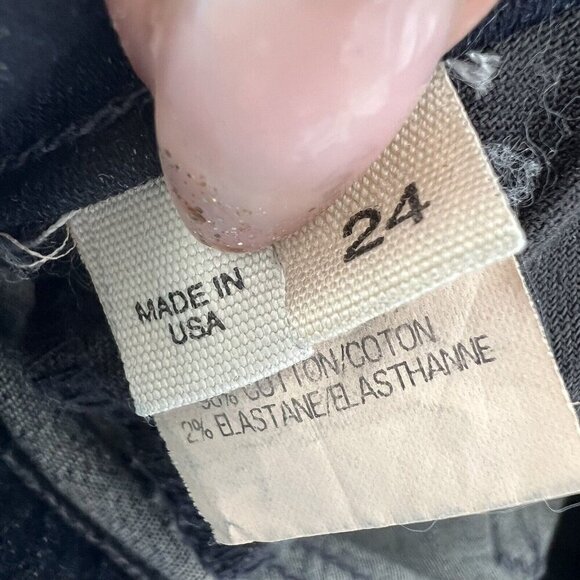 MADE IN
USA
24
COTTON/COTON
2% ELASTANE/ELASTHANNE